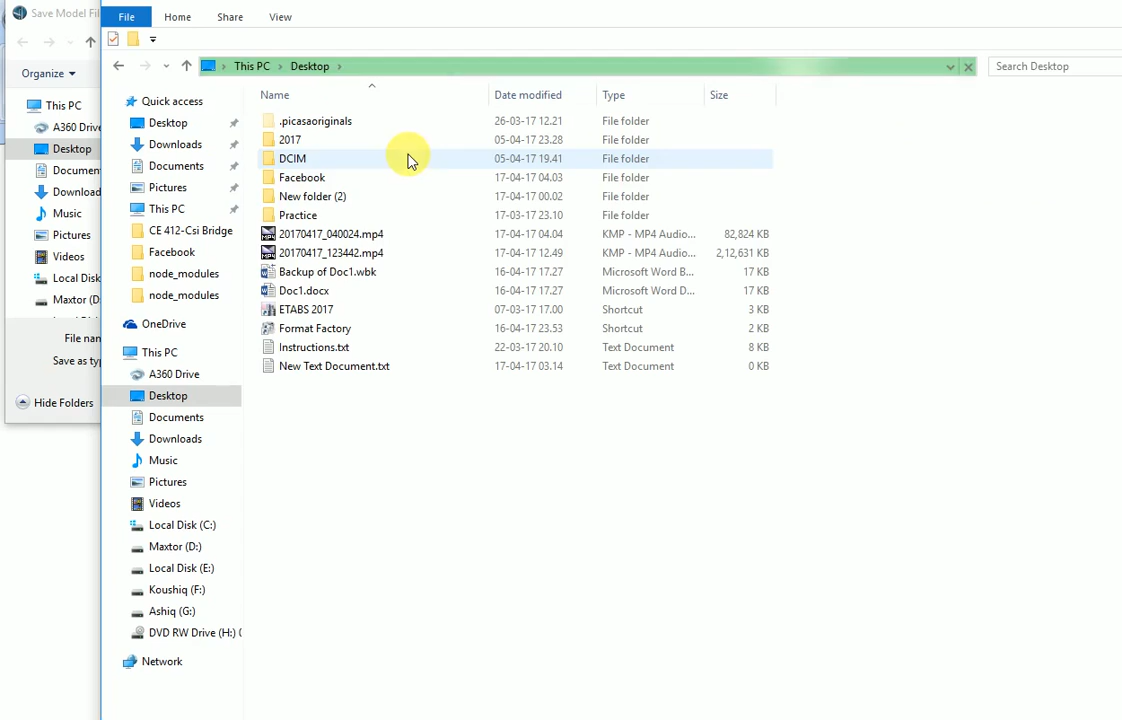 Save Model Fil
File Home Share View
This PC Desktop
Search Desktop
Organize
This PC
A360 Drive
Desktop
Documen
Download
Music
Pictures
Videos
Local Disk
Maxtor (D:
File nam
Save as typ
Hide Folders
Quick access
Desktop
Downloads
Documents
Pictures
This PC
CE 412-Csi Bridge
Facebook
node_modules
node_modules
OneDrive
This PC
A360 Drive
Desktop
Documents
Downloads
Music
Pictures
Videos
Local Disk (C:)
Maxtor (D:)
Local Disk (E:)
Koushiq (F:)
Ashiq (G:)
DVD RW Drive (H:) 
Network
Name Date modified Type Size
.picasaoriginals 26-03-17 12.21 File folder
2017 05-04-17 23.28 File folder
DCIM 05-04-17 19.41 File folder
Facebook 17-04-17 04.03 File folder
New folder (2) 17-04-17 00.02 File folder
Practice 17-03-17 23.10 File folder
20170417_040024.mp4 17-04-17 04.04 KMP - MP4 Audio... 82,824 KB
20170417_123442.mp4 17-04-17 12.49 KMP - MP4 Audio... 2,12,631 KB
Backup of Doc1.wbk 16-04-17 17.27 Microsoft Word B... 17 KB
Doc1.docx 16-04-17 17.27 Microsoft Word D... 17 KB
ETABS 2017 07-03-17 17.00 Shortcut 3 KB
Format Factory 16-04-17 23.53 Shortcut 2 KB
Instructions.txt 22-03-17 20.10 Text Document 8 KB
New Text Document.txt 17-04-17 03.14 Text Document 0 KB